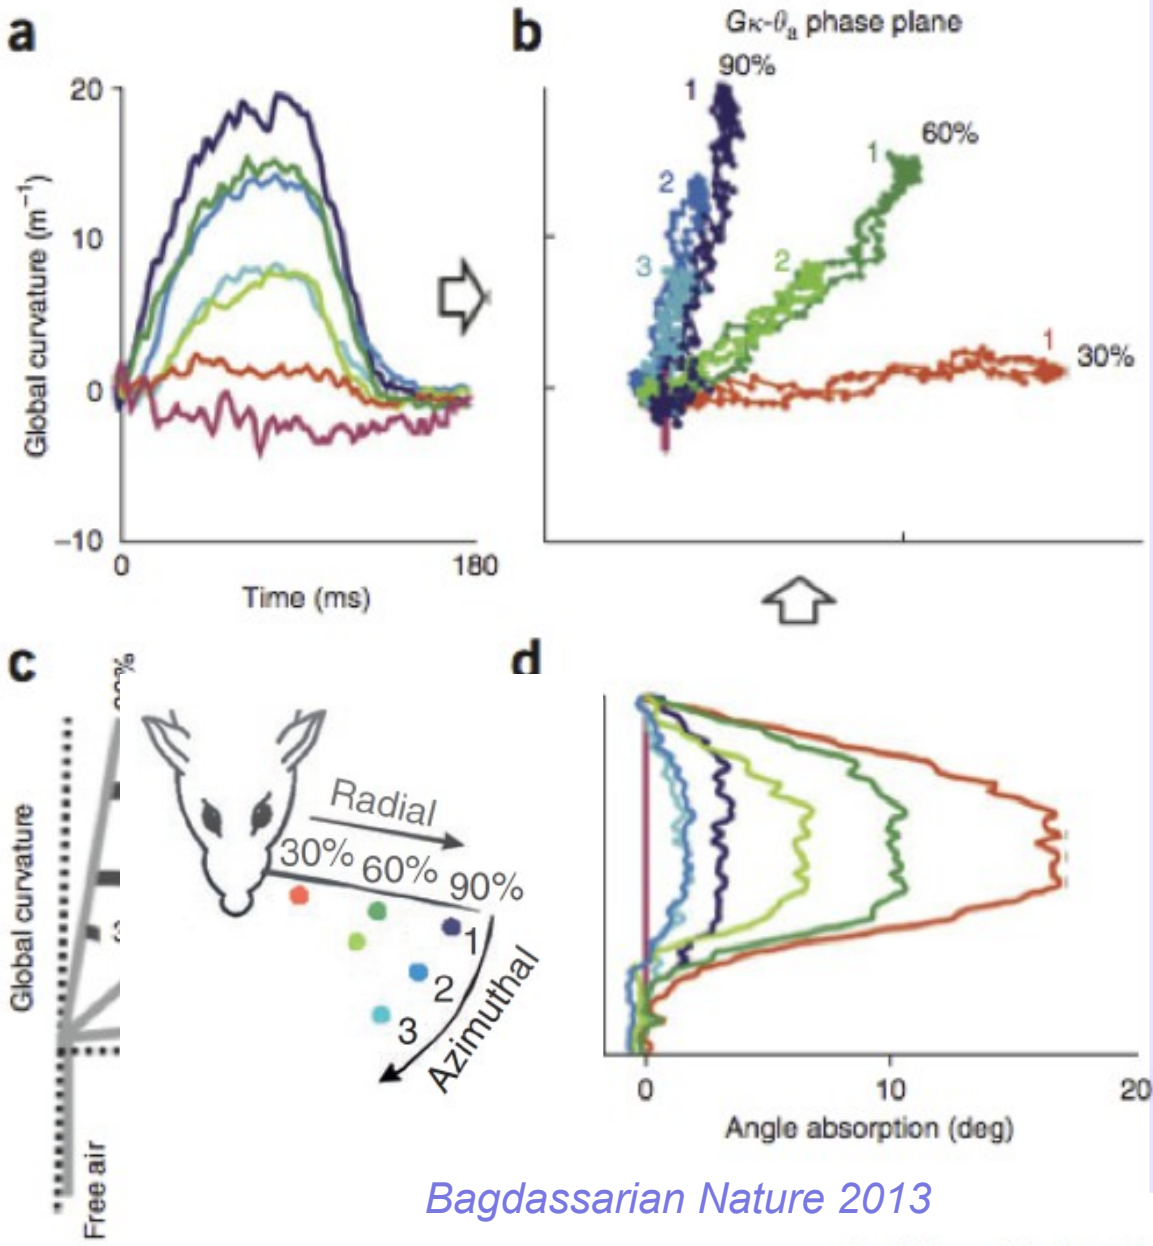 a
20
10
0
−10
Global curvature (m⁻¹)
0
180
Time (ms)
b
Gκ-θa phase plane
1
90%
2
3
1
60%
2
1
30%
c
Global curvature
Free air
Radial
30% 60% 90%
1
2
3
Azimuthal
d
0
10
20
Angle absorption (deg)
Bagdassarian Nature 2013